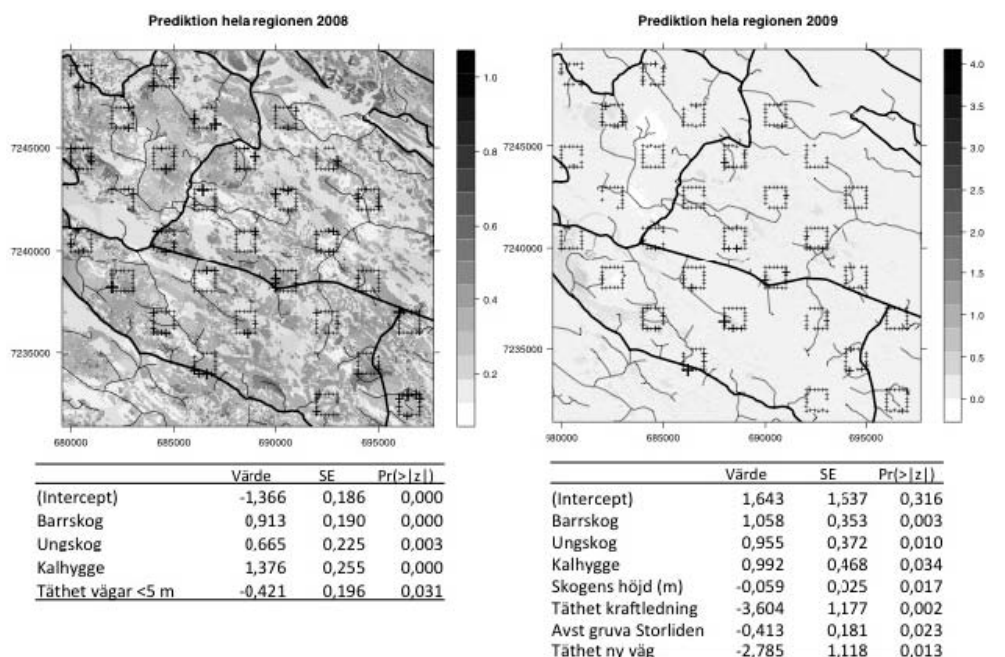 Prediktion hela regionen 2008
1.0
0.8
0.6
0.4
0.2
7245000
7240000
7235000
680000 685000 690000 695000
Värde SE Pr(>|z|)
(Intercept) -1,366 0,186 0,000
Barrskog 0,913 0,190 0,000
Ungskog 0,665 0,225 0,003
Kalhygge 1,376 0,255 0,000
Täthet vägar <5 m -0,421 0,196 0,031
Prediktion hela regionen 2009
4.0
3.5
3.0
2.5
2.0
1.5
1.0
0.5
0.0
7245000
7240000
7235000
680000 685000 690000 695000
Värde SE Pr(>|z|)
(Intercept) 1,643 1,537 0,316
Barrskog 1,058 0,353 0,003
Ungskog 0,955 0,372 0,010
Kalhygge 0,992 0,468 0,034
Skogens höjd (m) -0,059 0,025 0,017
Täthet kraftledning -3,604 1,177 0,002
Avst gruva Storliden -0,413 0,181 0,023
Täthet ny väg -2,785 1,118 0,013